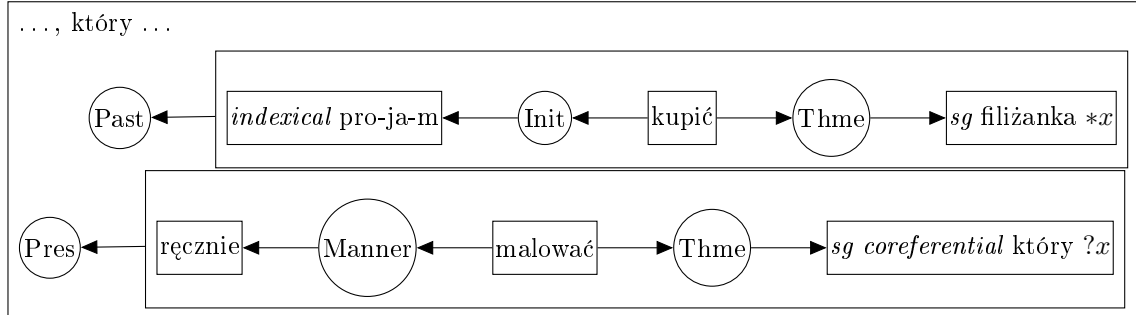 ..., który ...
Past indexical pro-ja-m Init kupić Thme sg filiżanka *x
Pres ręcznie Manner malować Thme sg coreferential który ?x